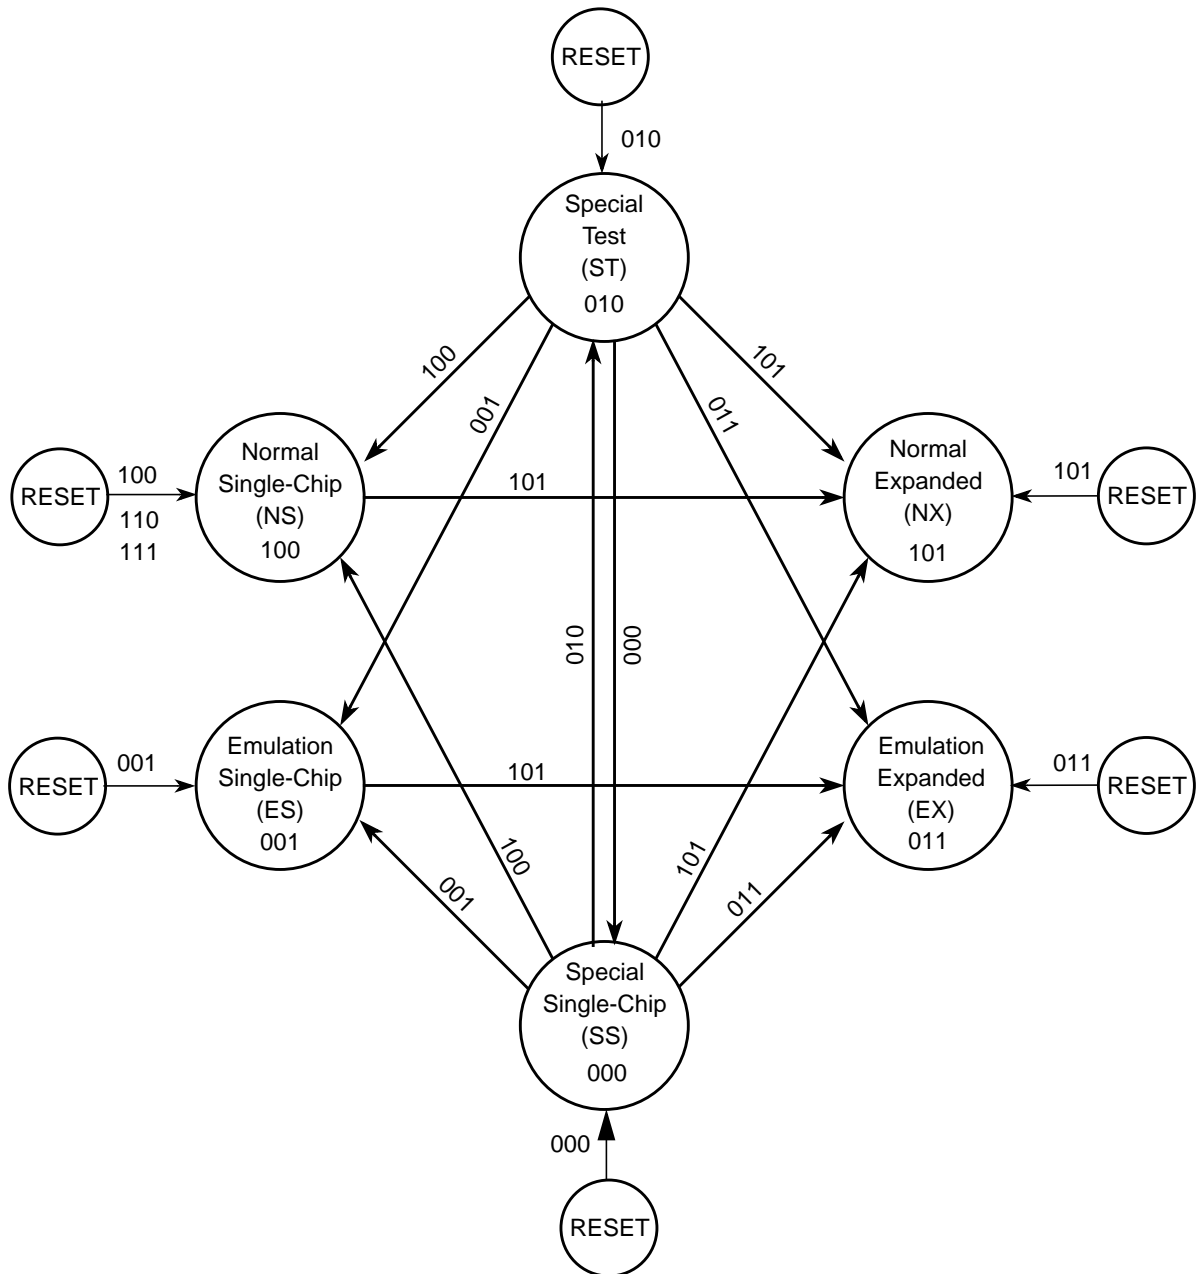 RESET
010
Special
Test
(ST)
010
100
001
101
011
Normal
Single-Chip
(NS)
100
RESET
100
110
111
101
Normal
Expanded
(NX)
101
101
RESET
010
000
RESET
001
Emulation
Single-Chip
(ES)
001
101
Emulation
Expanded
(EX)
011
011
RESET
001
100
101
011
Special
Single-Chip
(SS)
000
000
RESET